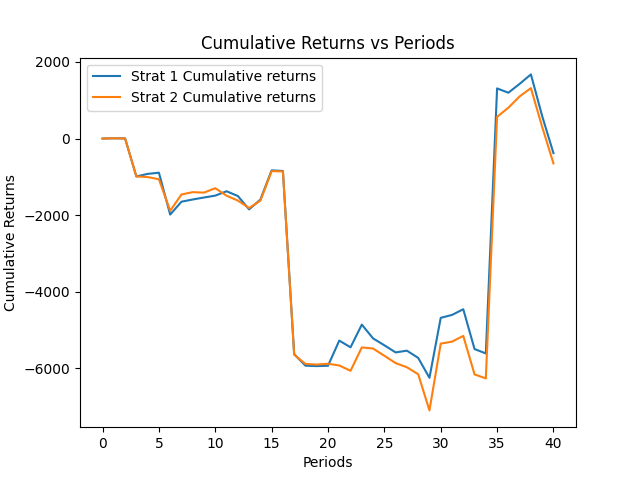 Cumulative Returns vs Periods
Strat 1 Cumulative returns
Strat 2 Cumulative returns
Cumulative Returns
2000
0
−2000
−4000
−6000
0 5 10 15 20 25 30 35 40
Periods